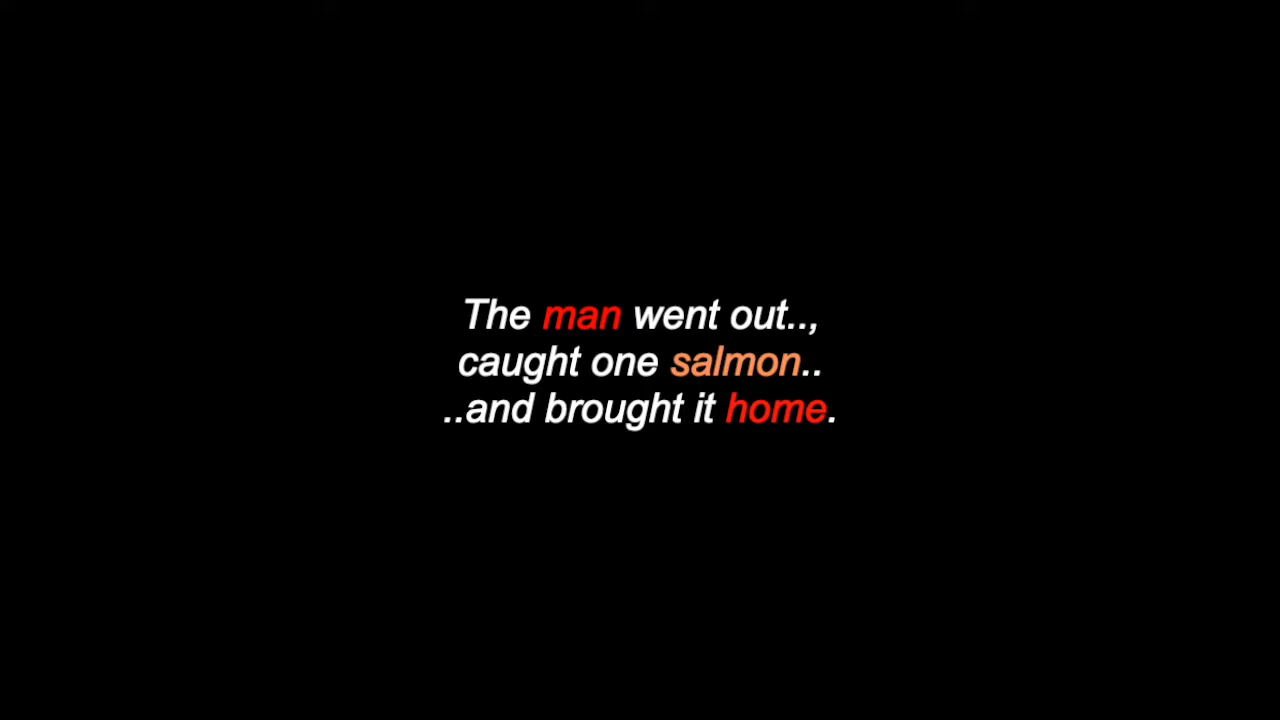 The man went out..,
caught one salmon..
..and brought it home.